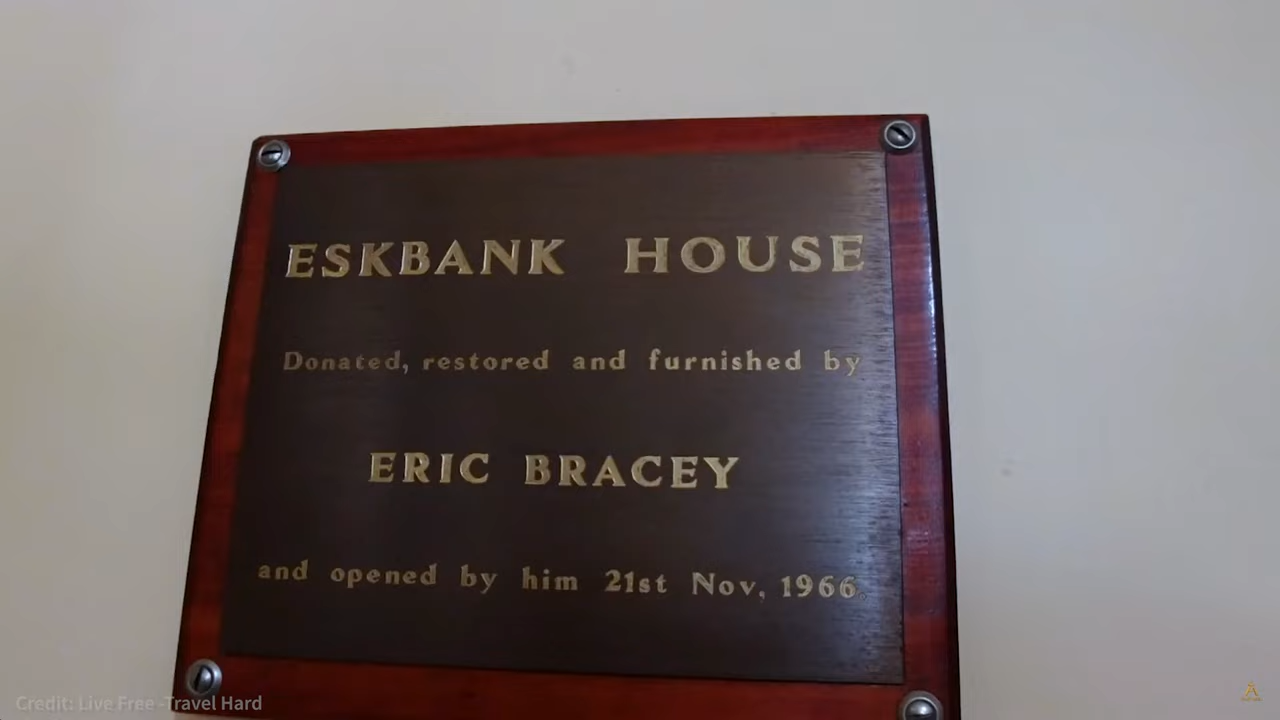 ESKBANK HOUSE
Donated, restored and furnished by
ERIC BRACEY
and opened by him 21st Nov, 1966.
Credit: Live Free -Travel Hard